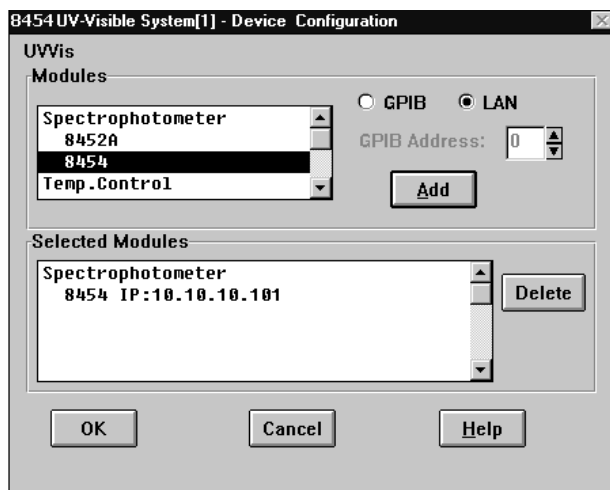 8454 UV-Visible System[1] - Device Configuration
UVVis
Modules
Spectrophotometer
8452A
8454
Temp.Control
GPIB
LAN
GPIB Address:
0
Add
Selected Modules
Spectrophotometer
8454 IP:10.10.10.101
Delete
OK
Cancel
Help